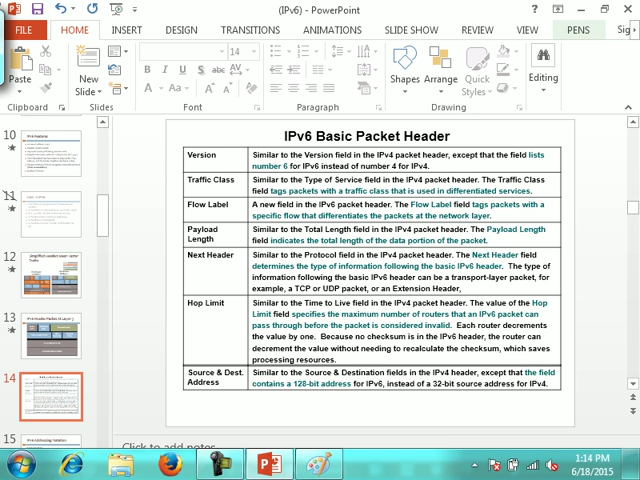 (IPv6) - PowerPoint
FILE HOME INSERT DESIGN TRANSITIONS ANIMATIONS SLIDE SHOW REVIEW VIEW PENS Sig
14
Paste
New
Slide
Shapes
Arrange
Quick
Styles
Editing
Clipboard
Slides
Font
Paragraph
Drawing
10
11
12
13
14
15
IPv6 Basic Packet Header
Version
Similar to the Version field in the IPv4 packet header, except that the field lists
number 6 for IPv6 instead of number 4 for IPv4.
Traffic Class
Similar to the Type of Service field in the IPv4 packet header. The Traffic Class
field tags packets with a traffic class that is used in differentiated services.
Flow Label
A new field in the IPv6 packet header. The Flow Label field tags packets with a
specific flow that differentiates the packets at the network layer.
Payload
Length
Similar to the Total Length field in the IPv4 packet header. The Payload Length
field indicates the total length of the data portion of the packet.
Next Header
Similar to the Protocol field in the IPv4 packet header. The Next Header field
determines the type of information following the basic IPv6 header. The type of
information following the basic IPv6 header can be a transport-layer packet, for
example, a TCP or UDP packet, or an Extension Header,
Hop Limit
Similar to the Time to Live field in the IPv4 packet header. The value of the Hop
Limit field specifies the maximum number of routers that an IPv6 packet can
pass through before the packet is considered invalid. Each router decrements
the value by one. Because no checksum is in the IPv6 header, the router can
decrement the value without needing to recalculate the checksum, which saves
processing resources.
Source & Dest.
Address
Similar to the Source & Destination fields in the IPv4 header, except that the field
contains a 128-bit address for IPv6, instead of a 32-bit source address for IPv4.
Click to add notes
1:14 PM
6/18/2015